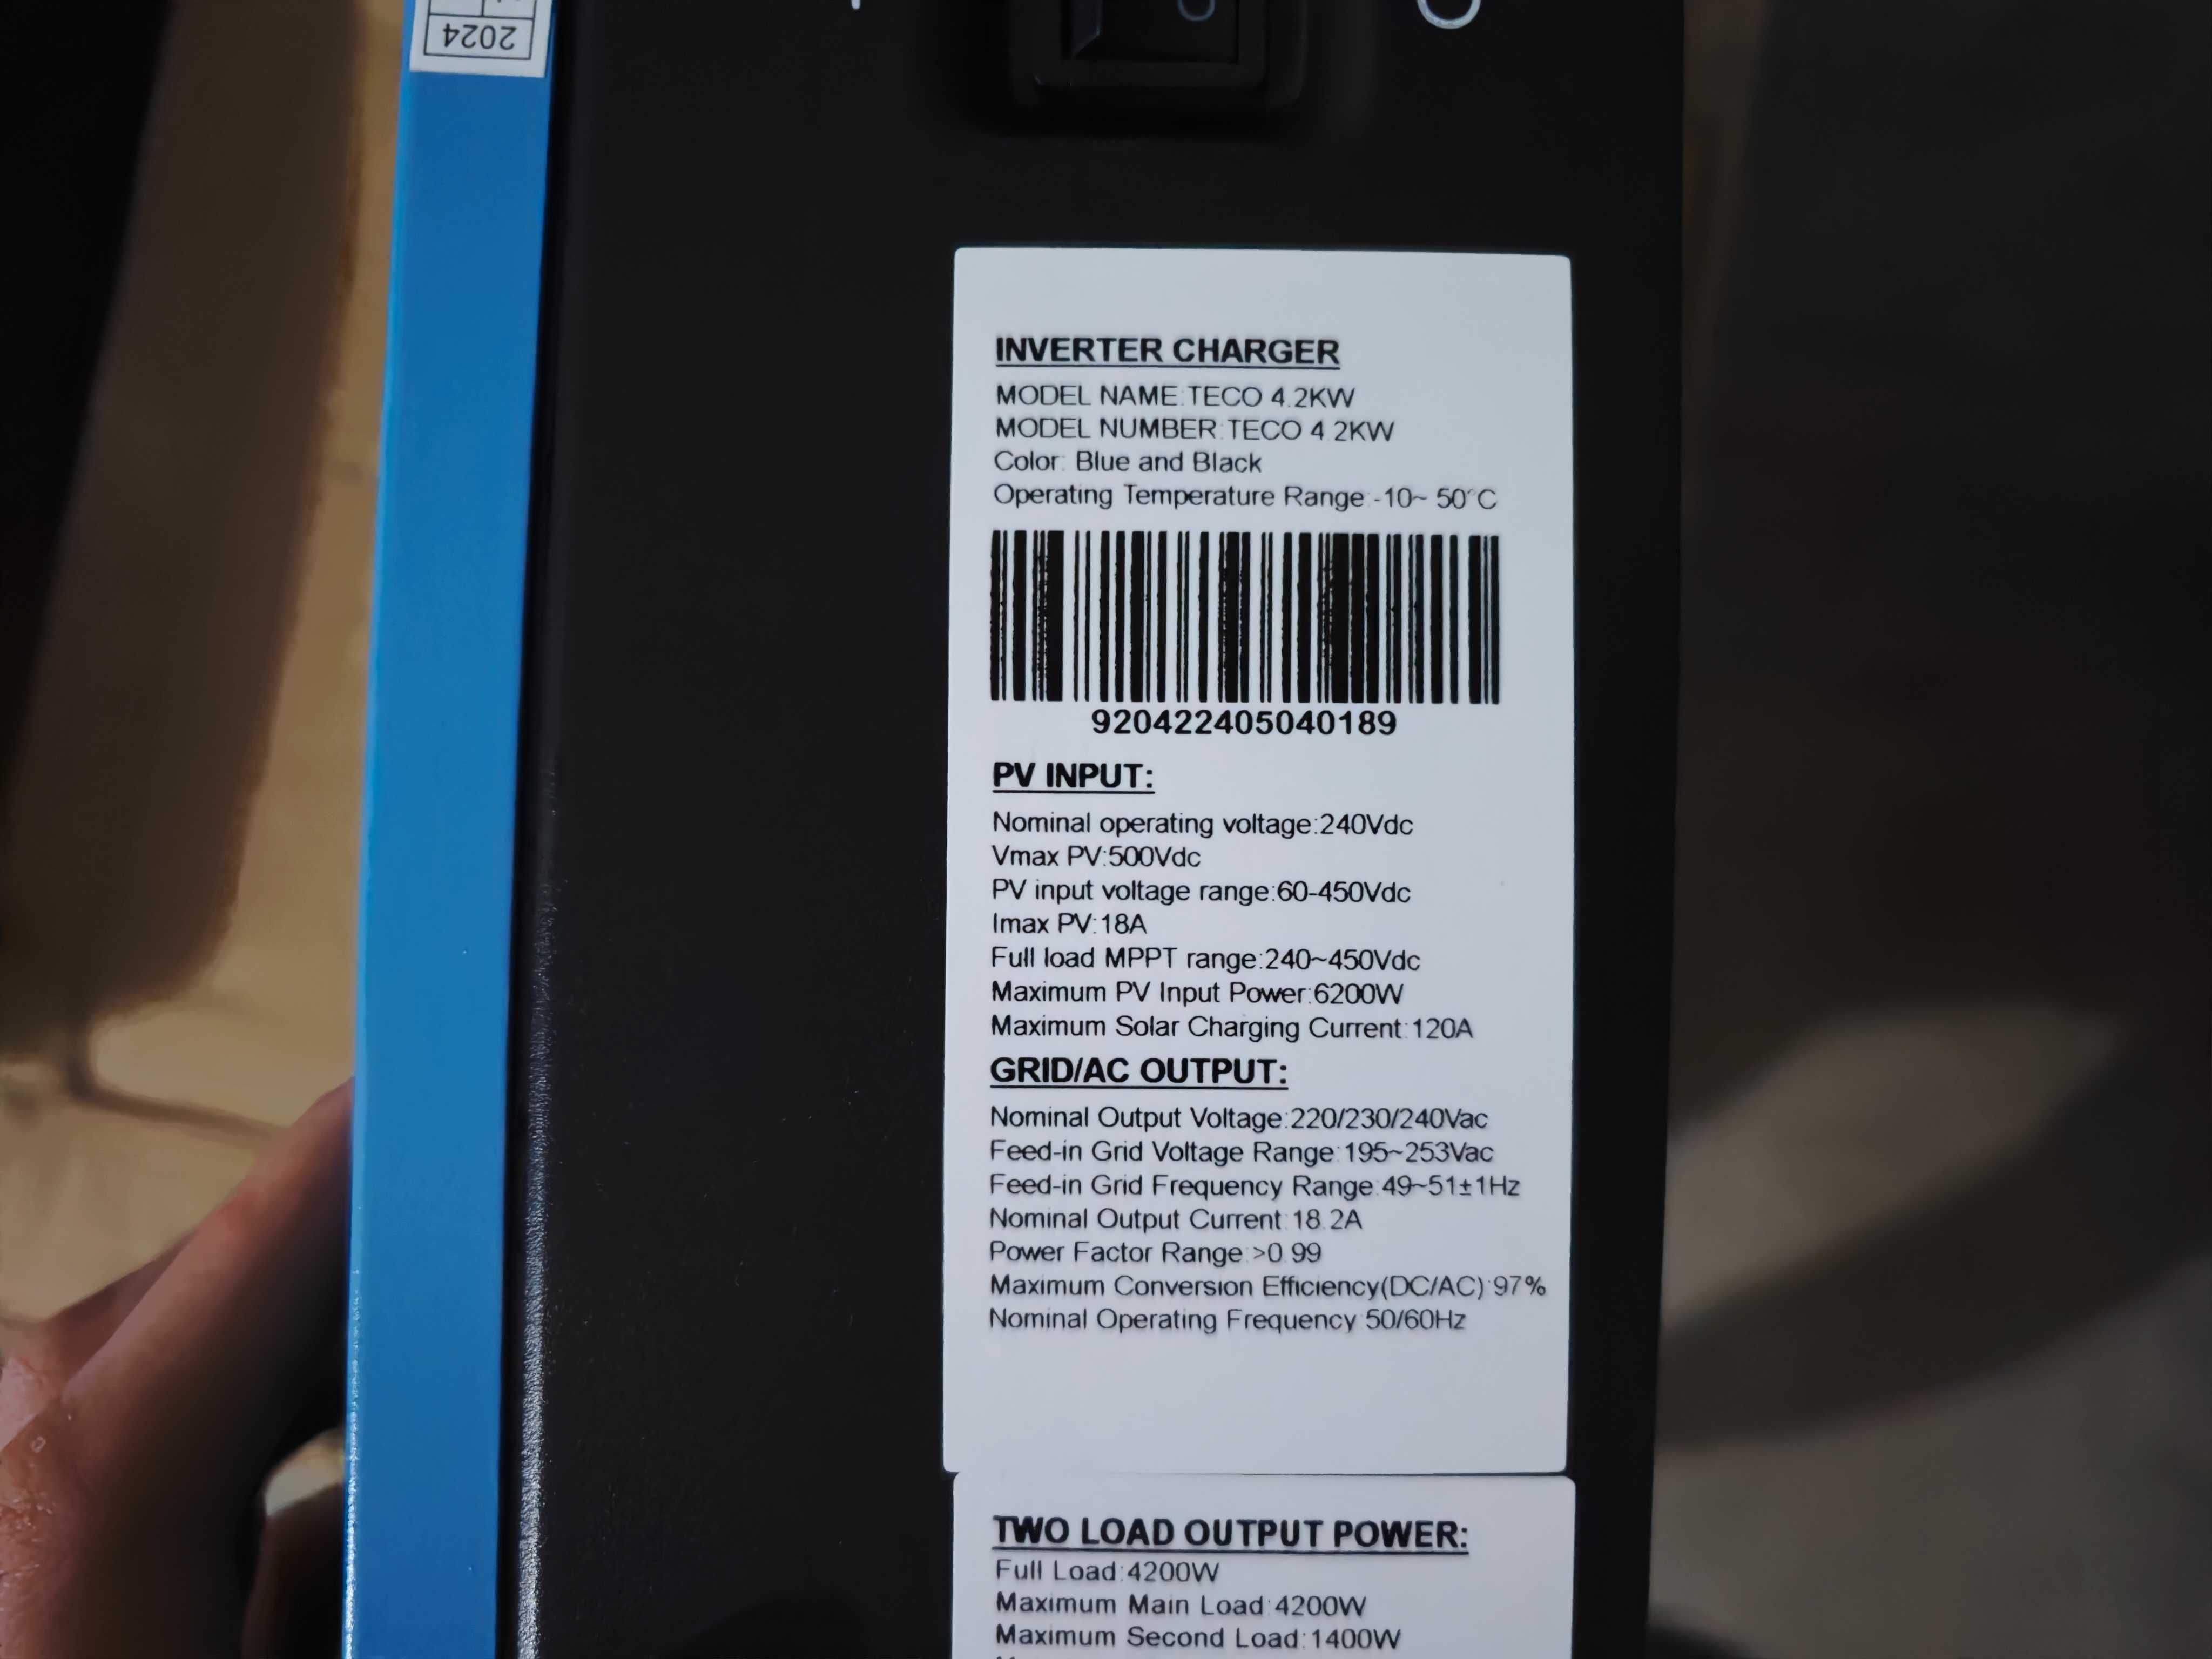 2024
INVERTER CHARGER
MODEL NAME:TECO 4.2KW
MODEL NUMBER:TECO 4.2KW
Color: Blue and Black
Operating Temperature Range:-10~ 50°C
920422405040189
PV INPUT:
Nominal operating voltage:240Vdc
Vmax PV:500Vdc
PV input voltage range:60-450Vdc
Imax PV:18A
Full load MPPT range:240~450Vdc
Maximum PV Input Power:6200W
Maximum Solar Charging Current:120A
GRID/AC OUTPUT:
Nominal Output Voltage:220/230/240Vac
Feed-in Grid Voltage Range:195~253Vac
Feed-in Grid Frequency Range:49~51±1Hz
Nominal Output Current:18.2A
Power Factor Range:>0.99
Maximum Conversion Efficiency(DC/AC):97%
Nominal Operating Frequency:50/60Hz
TWO LOAD OUTPUT POWER:
Full Load:4200W
Maximum Main Load:4200W
Maximum Second Load:1400W